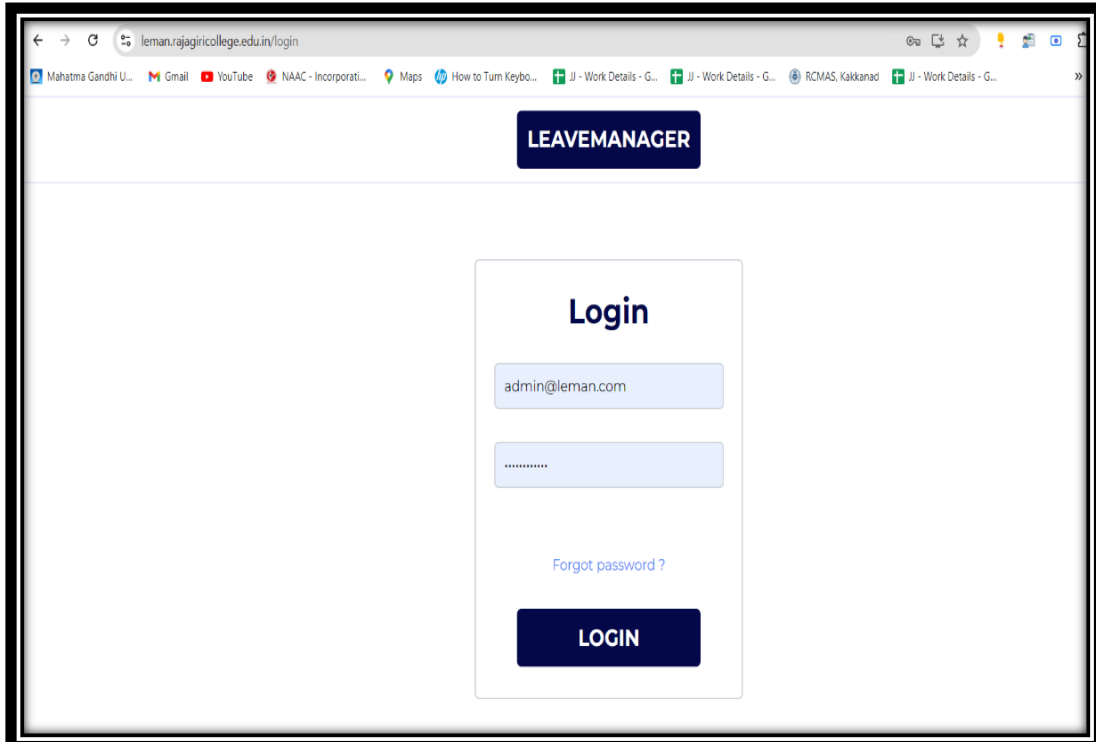 leman.rajagiricollege.edu.in/login
Mahatma Gandhi U... Gmail YouTube NAAC - Incorporati... Maps How to Turn Keybo... JJ - Work Details - G... JJ - Work Details - G... RCMAS, Kakkanad JJ - Work Details - G... »
LEAVEMANAGER
Login
admin@leman.com
............
Forgot password ?
LOGIN